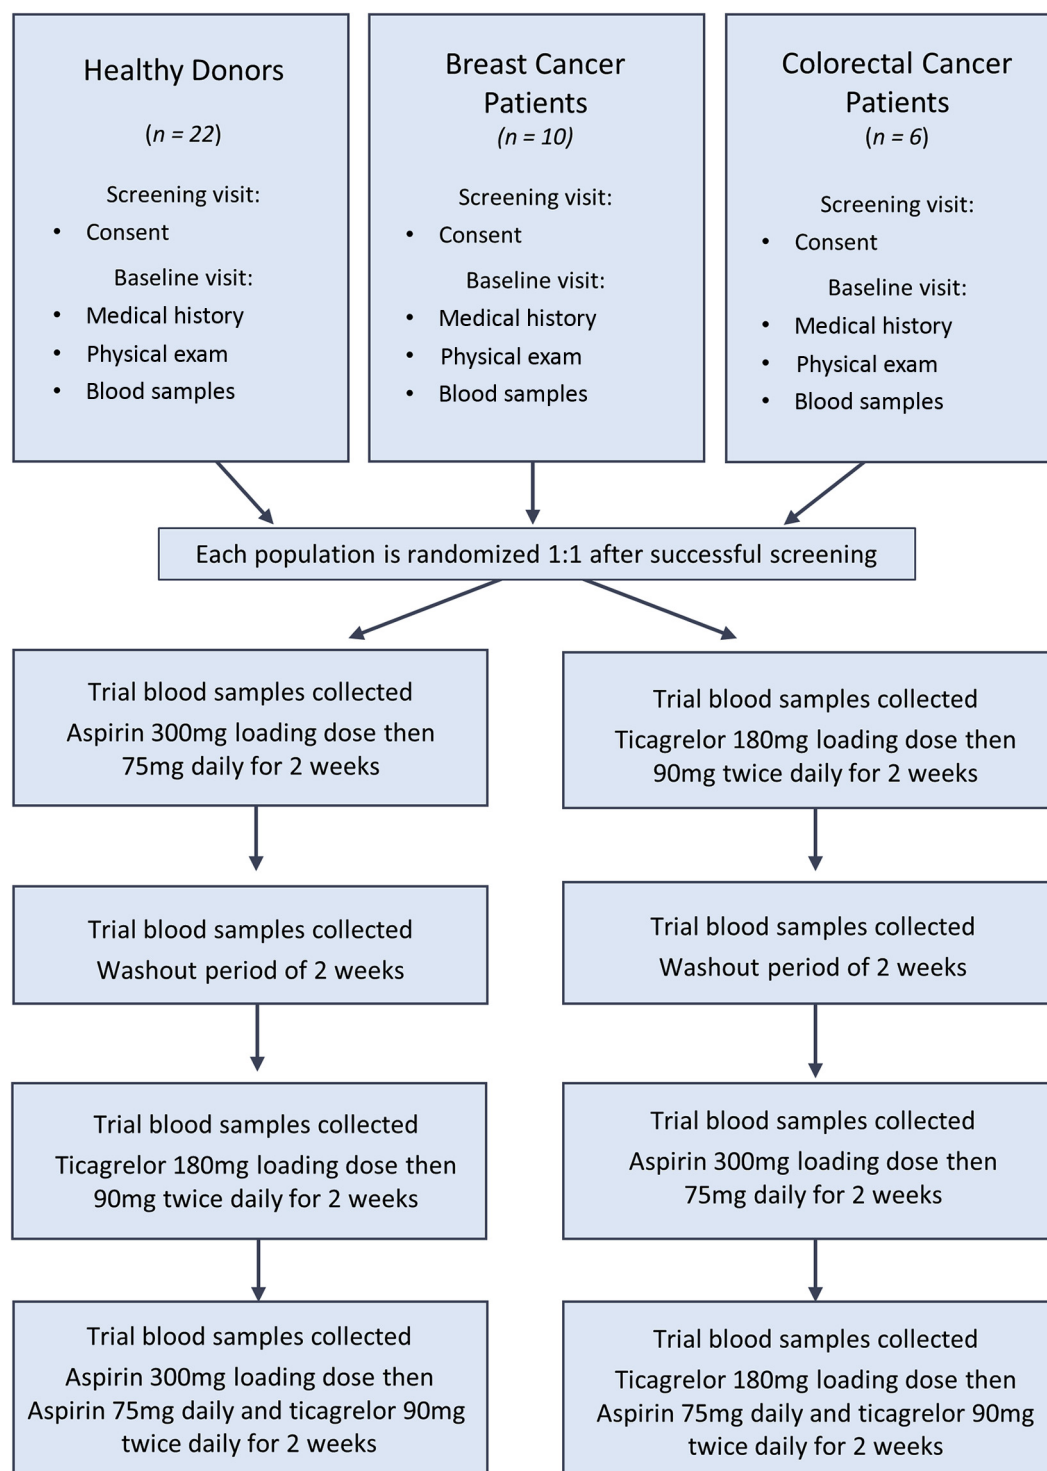 Healthy Donors
(n = 22)
Screening visit:
• Consent
Baseline visit:
• Medical history
• Physical exam
• Blood samples
Breast Cancer
Patients
(n = 10)
Screening visit:
• Consent
Baseline visit:
• Medical history
• Physical exam
• Blood samples
Colorectal Cancer
Patients
(n = 6)
Screening visit:
• Consent
Baseline visit:
• Medical history
• Physical exam
• Blood samples
Each population is randomized 1:1 after successful screening
Trial blood samples collected
Aspirin 300mg loading dose then
75mg daily for 2 weeks
Trial blood samples collected
Washout period of 2 weeks
Trial blood samples collected
Ticagrelor 180mg loading dose then
90mg twice daily for 2 weeks
Trial blood samples collected
Aspirin 300mg loading dose then
Aspirin 75mg daily and ticagrelor 90mg
twice daily for 2 weeks
Trial blood samples collected
Ticagrelor 180mg loading dose then
90mg twice daily for 2 weeks
Trial blood samples collected
Washout period of 2 weeks
Trial blood samples collected
Aspirin 300mg loading dose then
75mg daily for 2 weeks
Trial blood samples collected
Ticagrelor 180mg loading dose then
Aspirin 75mg daily and ticagrelor 90mg
twice daily for 2 weeks